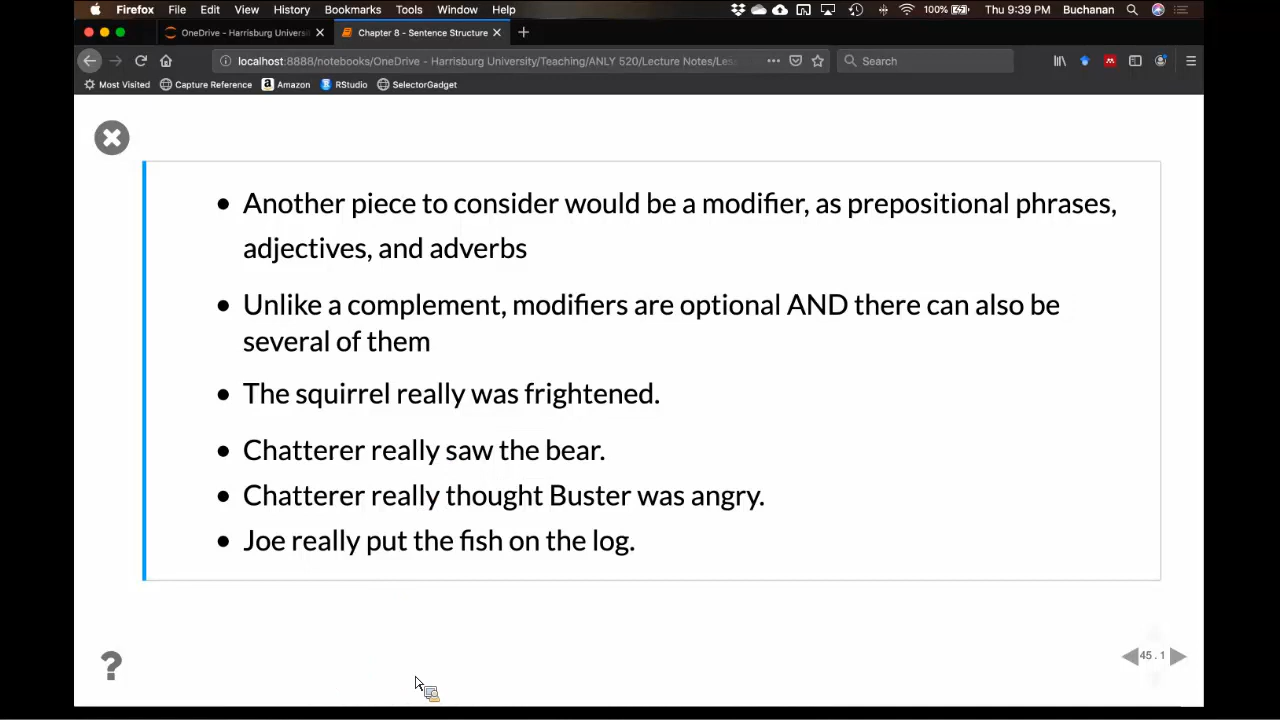 Firefox File Edit View History Bookmarks Tools Window Help 100% Thu 9:39 PM Buchanan
OneDrive - Harrisburg Universi Chapter 8 - Sentence Structure
localhost:8888/notebooks/OneDrive - Harrisburg University/Teaching/ANLY 520/Lecture Notes/Les Search
Most Visited Capture Reference Amazon RStudio SelectorGadget
• Another piece to consider would be a modifier, as prepositional phrases,
adjectives, and adverbs
• Unlike a complement, modifiers are optional AND there can also be
several of them
• The squirrel really was frightened.
• Chatterer really saw the bear.
• Chatterer really thought Buster was angry.
• Joe really put the fish on the log.
?
45 . 1